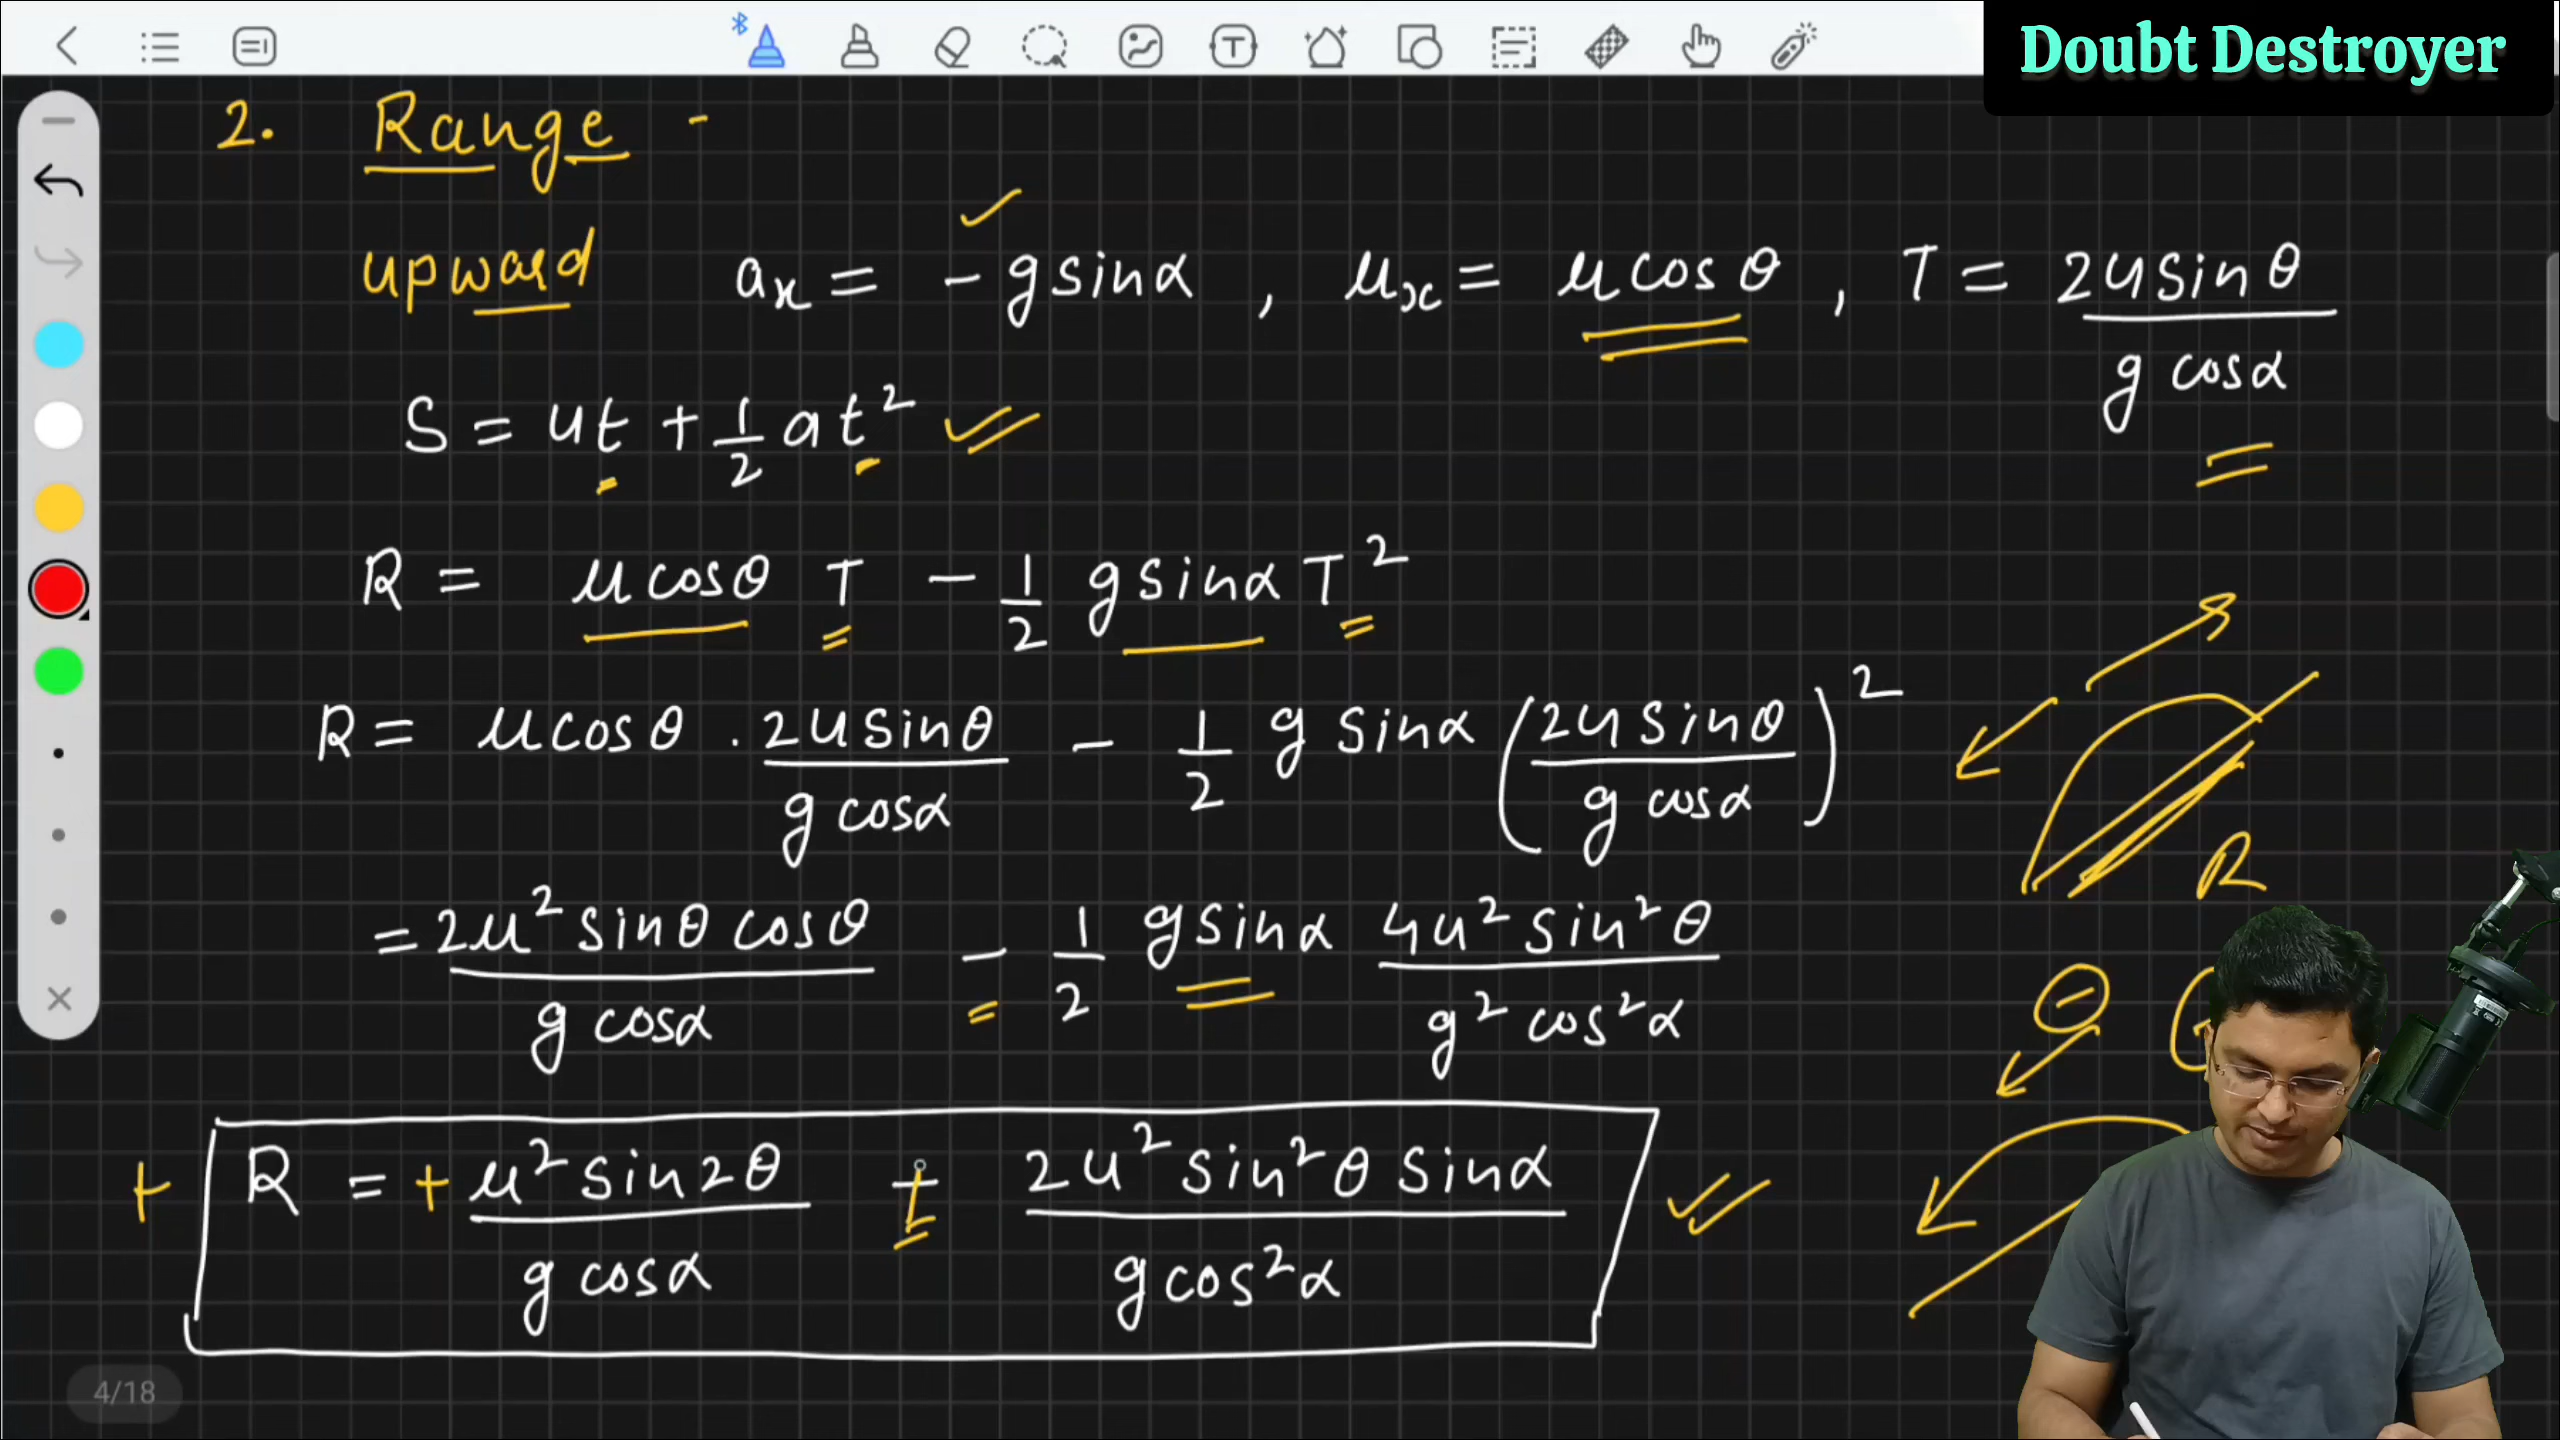 Doubt Destroyer
2. Range -
upward aₓ = - g sinα , uₓ = u cosθ , T = 2u sinθ / g cosα
S = ut + 1/2 at²
R = u cosθ T - 1/2 g sinα T²
R = u cosθ . 2u sinθ / g cosα - 1/2 g sinα (2u sinθ / g cosα)²
R
= 2u² sinθ cosθ / g cosα - 1/2 g sinα 4u² sin²θ / g² cos²α
-
+ R = + u² sin2θ / g cosα ± 2u² sin²θ sinα / g cos²α
4/18